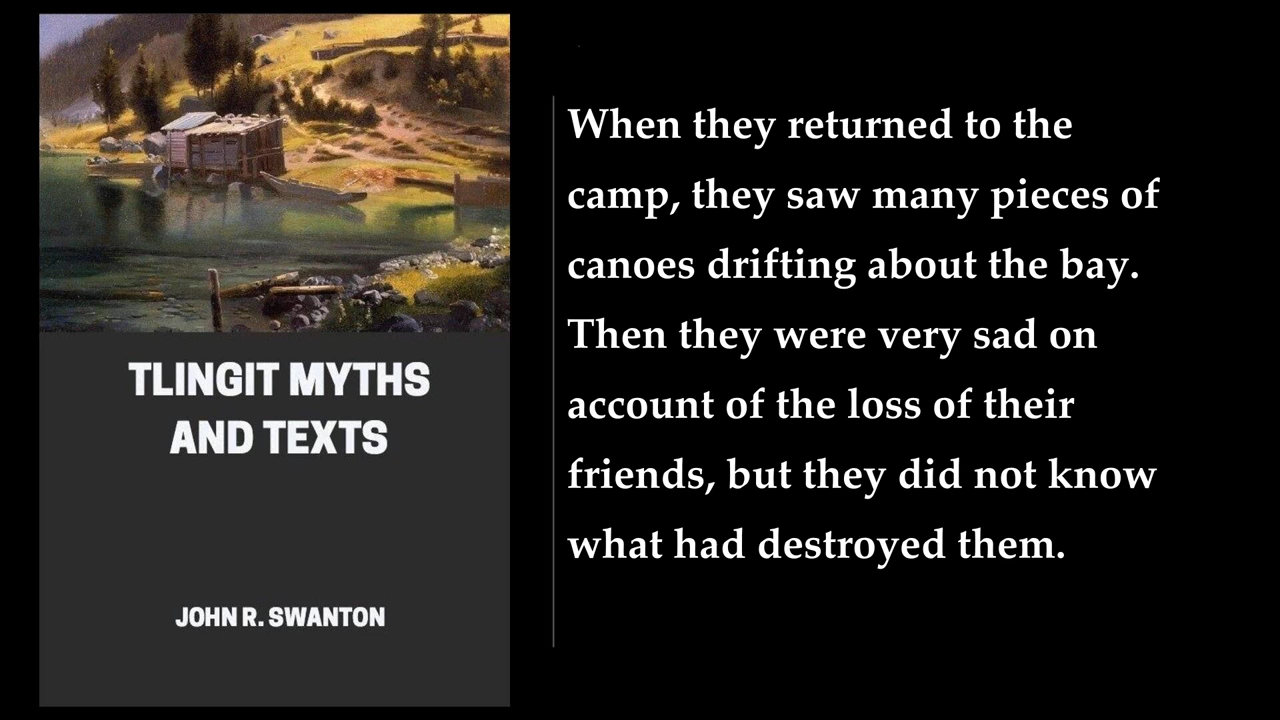 TLINGIT MYTHS
AND TEXTS
JOHN R. SWANTON
When they returned to the
camp, they saw many pieces of
canoes drifting about the bay.
Then they were very sad on
account of the loss of their
friends, but they did not know
what had destroyed them.